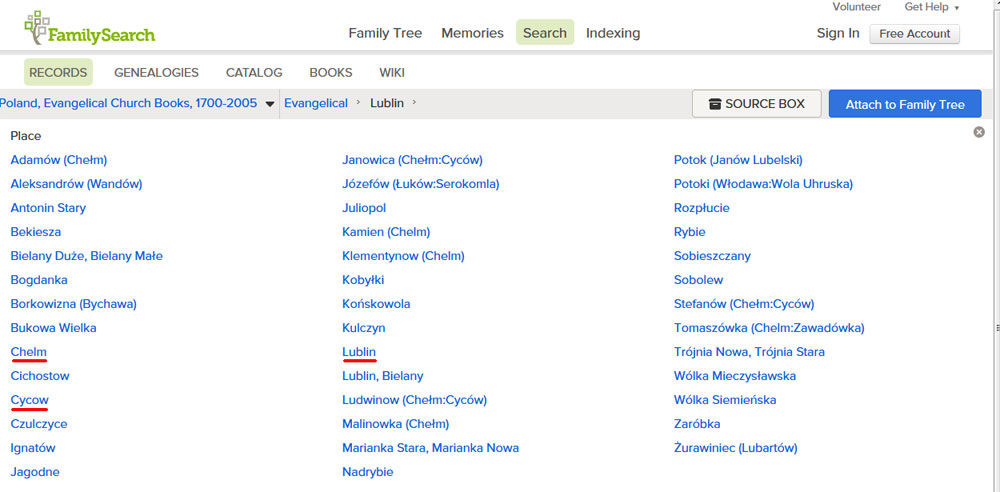 Volunteer Get Help
FamilySearch
Family Tree Memories Search Indexing Sign In Free Account
RECORDS GENEALOGIES CATALOG BOOKS WIKI
Poland, Evangelical Church Books, 1700-2005 Evangelical › Lublin › SOURCE BOX Attach to Family Tree
Place
Adamów (Chełm)
Aleksandrów (Wandów)
Antonin Stary
Bekiesza
Bielany Duże, Bielany Małe
Bogdanka
Borkowizna (Bychawa)
Bukowa Wielka
Chelm
Cichostow
Cycow
Czulczyce
Ignatów
Jagodne
Janowica (Chełm:Cyców)
Józefów (Łuków:Serokomla)
Juliopol
Kamien (Chelm)
Klementynow (Chelm)
Kobyłki
Końskowola
Kulczyn
Lublin
Lublin, Bielany
Ludwinow (Chełm:Cyców)
Malinowka (Chełm)
Marianka Stara, Marianka Nowa
Nadrybie
Potok (Janów Lubelski)
Potoki (Włodawa:Wola Uhruska)
Rozpłucie
Rybie
Sobieszczany
Sobolew
Stefanów (Chełm:Cyców)
Tomaszówka (Chelm:Zawadówka)
Trójnia Nowa, Trójnia Stara
Wólka Mieczysławska
Wólka Siemieńska
Zaróbka
Żurawiniec (Lubartów)